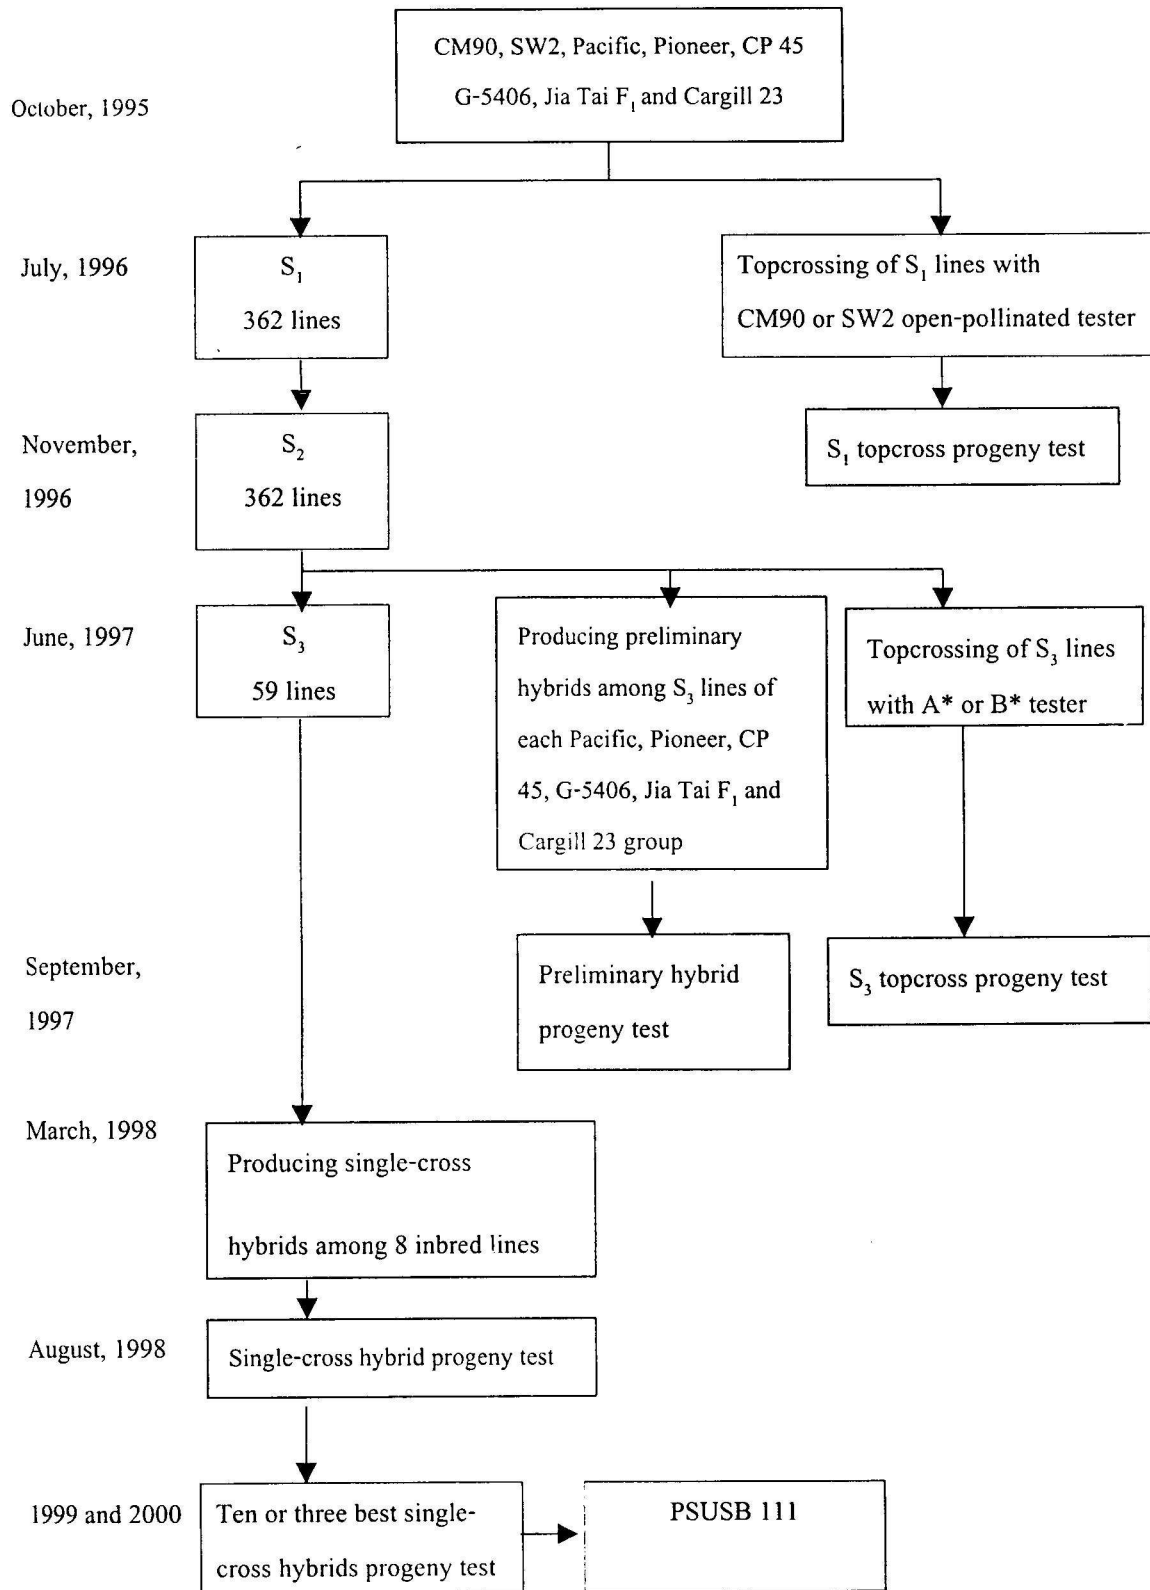 CM90, SW2, Pacific, Pioneer, CP 45
G-5406, Jia Tai F₁ and Cargill 23
October, 1995
July, 1996
S₁
362 lines
Topcrossing of S₁ lines with
CM90 or SW2 open-pollinated tester
November,
1996
S₂
362 lines
S₁ topcross progeny test
June, 1997
S₃
59 lines
Producing preliminary
hybrids among S₃ lines of
each Pacific, Pioneer, CP
45, G-5406, Jia Tai F₁ and
Cargill 23 group
Topcrossing of S₃ lines
with A* or B* tester
September,
1997
Preliminary hybrid
progeny test
S₃ topcross progeny test
March, 1998
Producing single-cross
hybrids among 8 inbred lines
August, 1998
Single-cross hybrid progeny test
1999 and 2000
Ten or three best single-
cross hybrids progeny test
PSUSB 111